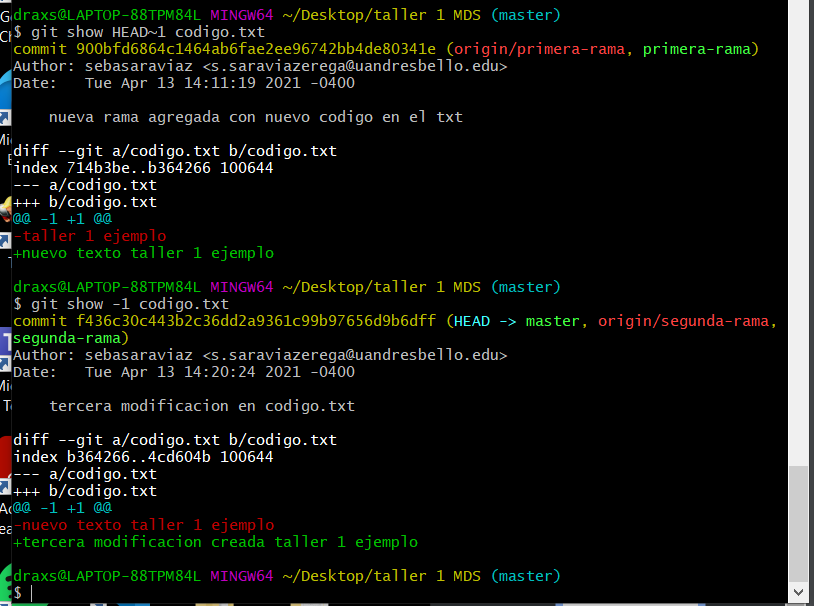 draxs@LAPTOP-88TPM84L MINGW64 ~/Desktop/taller 1 MDS (master)
$ git show HEAD~1 codigo.txt
commit 900bfd6864c1464ab6fae2ee96742bb4de80341e (origin/primera-rama, primera-rama)
Author: sebasaraviaz <s.saraviazerega@uandresbello.edu>
Date:   Tue Apr 13 14:11:19 2021 -0400
    nueva rama agregada con nuevo codigo en el txt
diff --git a/codigo.txt b/codigo.txt
index 714b3be..b364266 100644
--- a/codigo.txt
+++ b/codigo.txt
@@ -1 +1 @@
-taller 1 ejemplo
+nuevo texto taller 1 ejemplo
draxs@LAPTOP-88TPM84L MINGW64 ~/Desktop/taller 1 MDS (master)
$ git show -1 codigo.txt
commit f436c30c443b2c36dd2a9361c99b97656d9b6dff (HEAD -> master, origin/segunda-rama,
segunda-rama)
Author: sebasaraviaz <s.saraviazerega@uandresbello.edu>
Date:   Tue Apr 13 14:20:24 2021 -0400
    tercera modificacion en codigo.txt
diff --git a/codigo.txt b/codigo.txt
index b364266..4cd604b 100644
--- a/codigo.txt
+++ b/codigo.txt
@@ -1 +1 @@
-nuevo texto taller 1 ejemplo
+tercera modificacion creada taller 1 ejemplo
draxs@LAPTOP-88TPM84L MINGW64 ~/Desktop/taller 1 MDS (master)
$